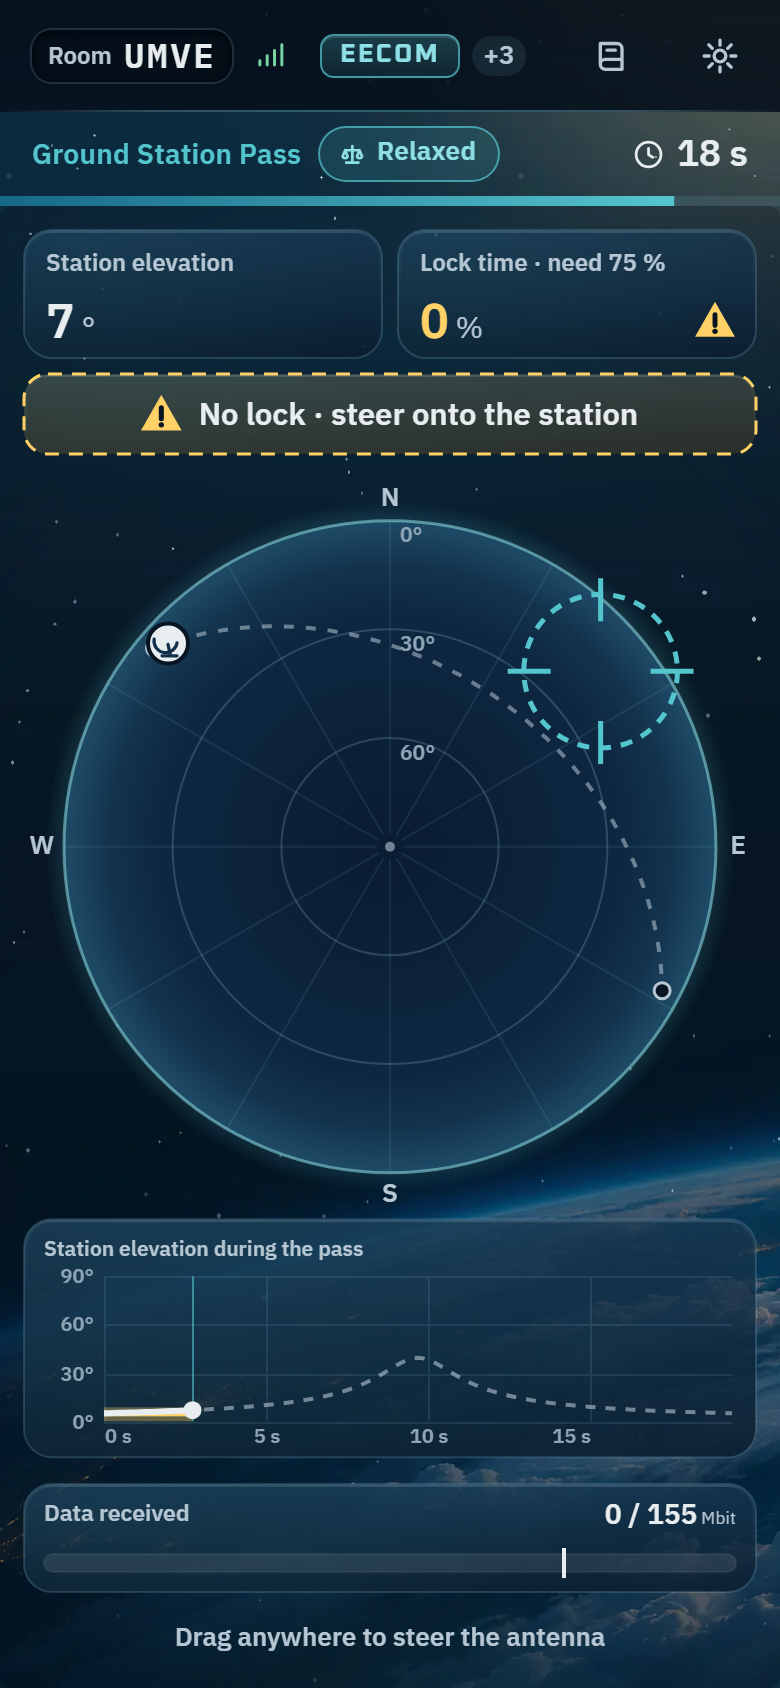 Room UMVE EECOM +3
Ground Station Pass Relaxed 18 s
Station elevation
7 °
Lock time · need 75 %
0 %
No lock · steer onto the station
N
0°
30°
60°
W
E
S
Station elevation during the pass
90°
60°
30°
0°
0 s 5 s 10 s 15 s
Data received 0 / 155 Mbit
Drag anywhere to steer the antenna